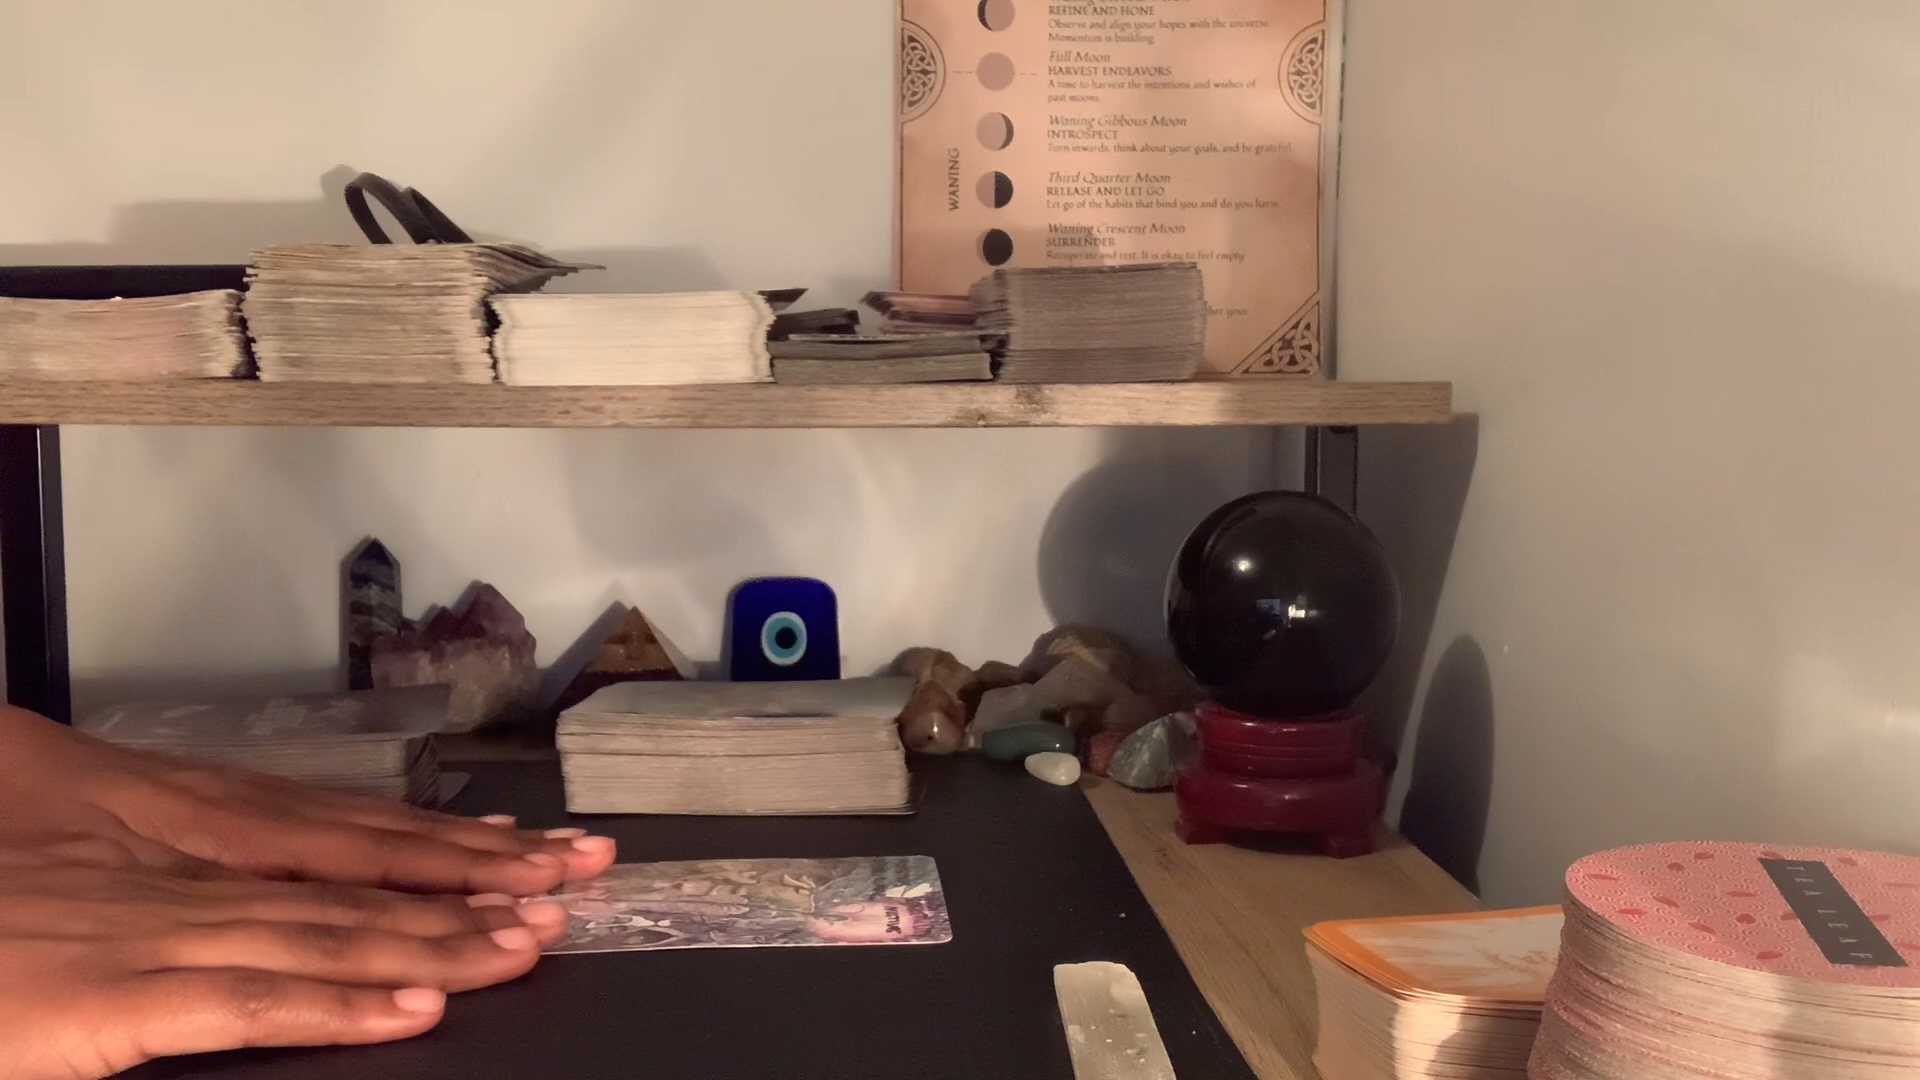 REFINE AND HONE
Observe and align your hopes with the universe.
Momentum is building.
Full Moon
HARVEST ENDEAVORS
A time to harvest the intentions and wishes of
past moons.
WANING
Waning Gibbous Moon
INTROSPECT
Turn inwards, think about your goals, and be grateful.
Third Quarter Moon
RELEASE AND LET GO
Let go of the habits that bind you and do you harm
Waning Crescent Moon
SURRENDER
Recuperate and rest. It is okay to feel empty
your
TEA LEAF